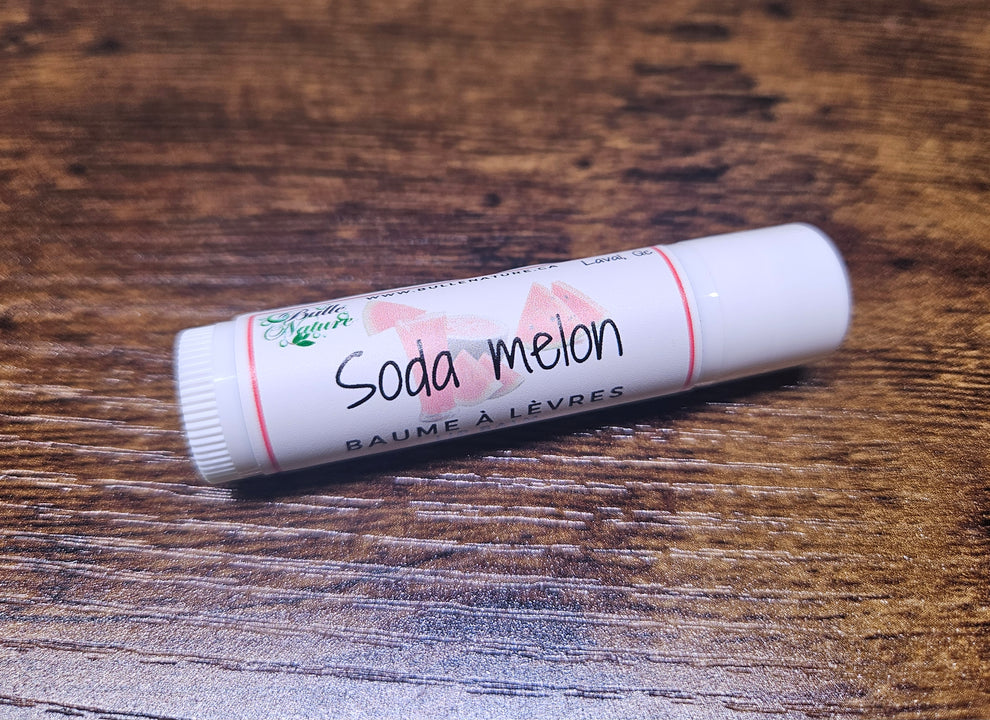 WWW.BULLENATURE.CA Laval, Qc
Bulle
Nature
Soda melon
BAUME À LÈVRES